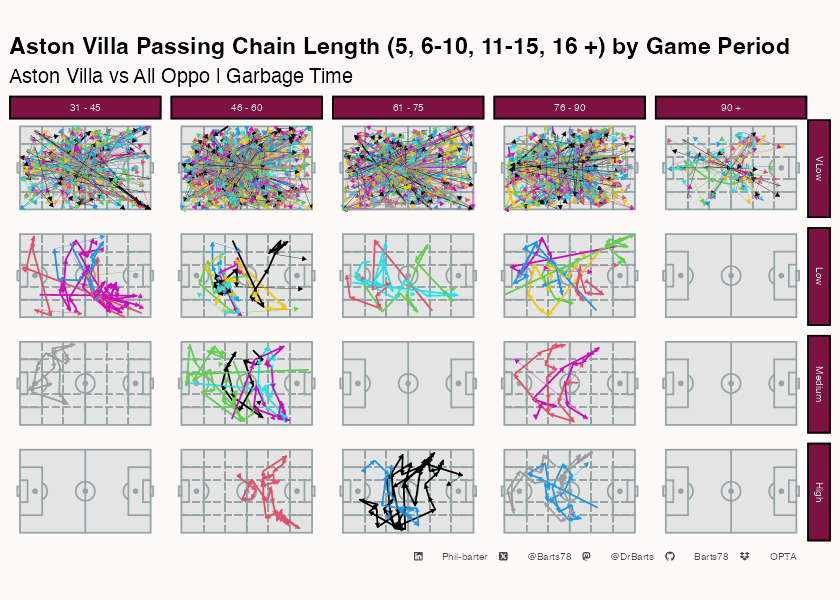 Aston Villa Passing Chain Length (5, 6-10, 11-15, 16 +) by Game Period
Aston Villa vs All Oppo | Garbage Time
31 - 45 46 - 60 61 - 75 76 - 90 90 +
V.Low
Low
Medium
High
Phil-barter @Barts78 @DrBarts Barts78 OPTA